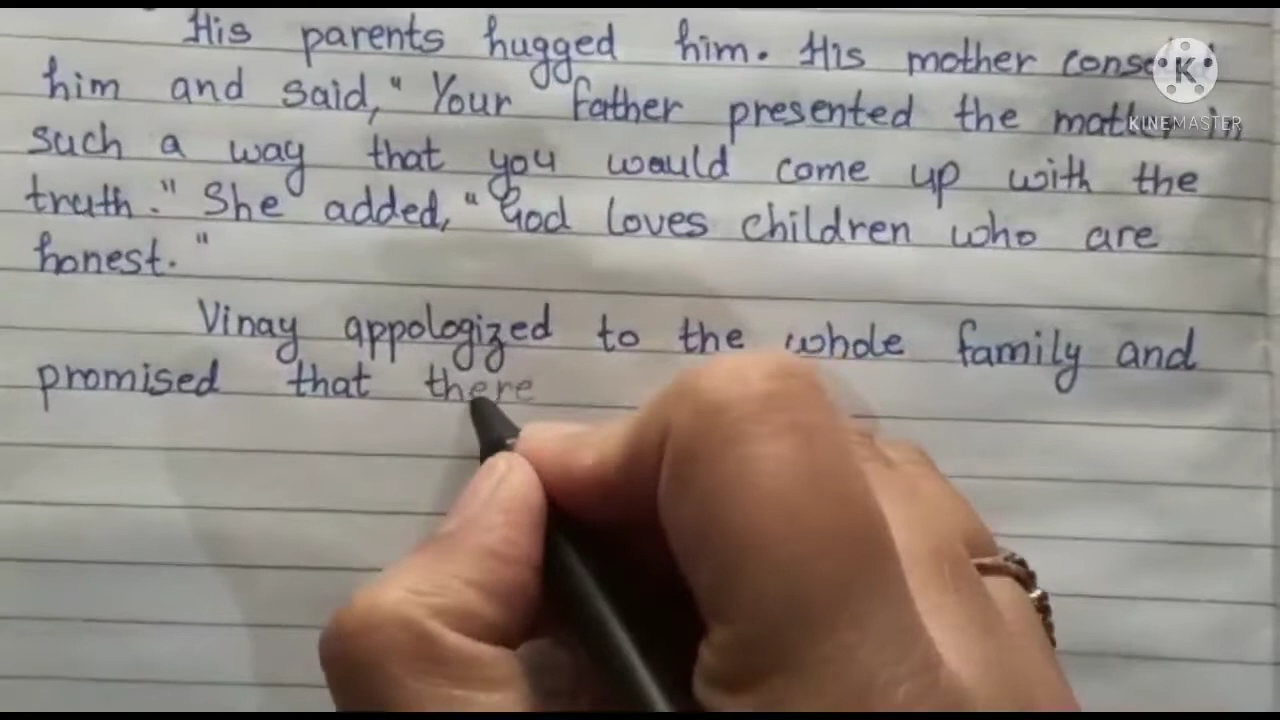 His parents hugged him. His mother
him and said, "Your father presented the matter in
such a way that you would come up with the
truth." She added, "God loves children who are
honest."
Vinay appologized to the whole family and
promised that there
KINEMASTER